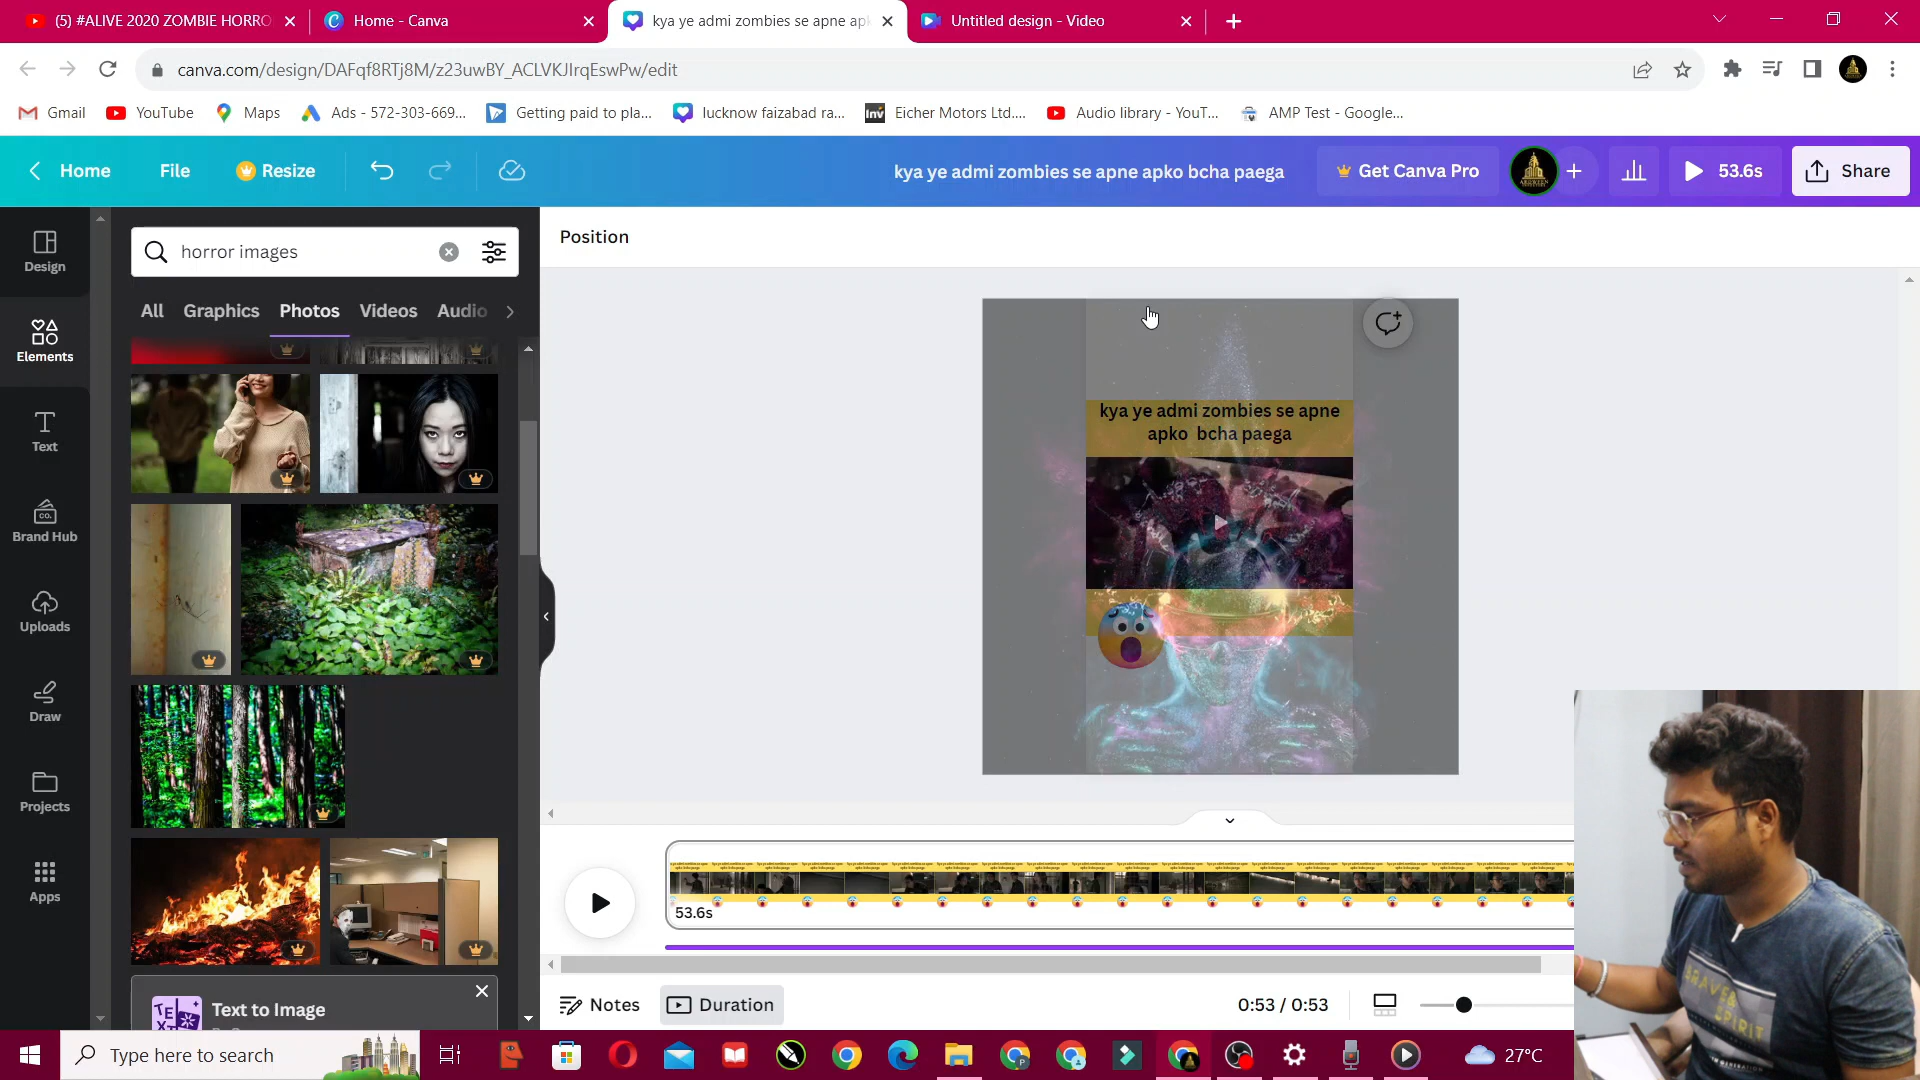 (5) #ALIVE 2020 ZOMBIE HORRO
Home - Canva
kya ye admi zombies se apne apk
Untitled design - Video
canva.com/design/DAFqf8RTj8M/z23uwBY_ACLVKJIrqEswPw/edit
Gmail
YouTube
Maps
Ads - 572-303-669...
Getting paid to pla...
lucknow faizabad ra...
Eicher Motors Ltd....
Audio library - YouT...
AMP Test - Google...
Home
File
Resize
kya ye admi zombies se apne apko bcha paega
Get Canva Pro
53.6s
Share
Design
Elements
Text
Brand Hub
Uploads
Draw
Projects
Apps
horror images
All
Graphics
Photos
Videos
Audio
Text to Image
Position
kya ye admi zombies se apne
apko bcha paega
53.6s
Notes
Duration
0:53 / 0:53
Type here to search
27°C